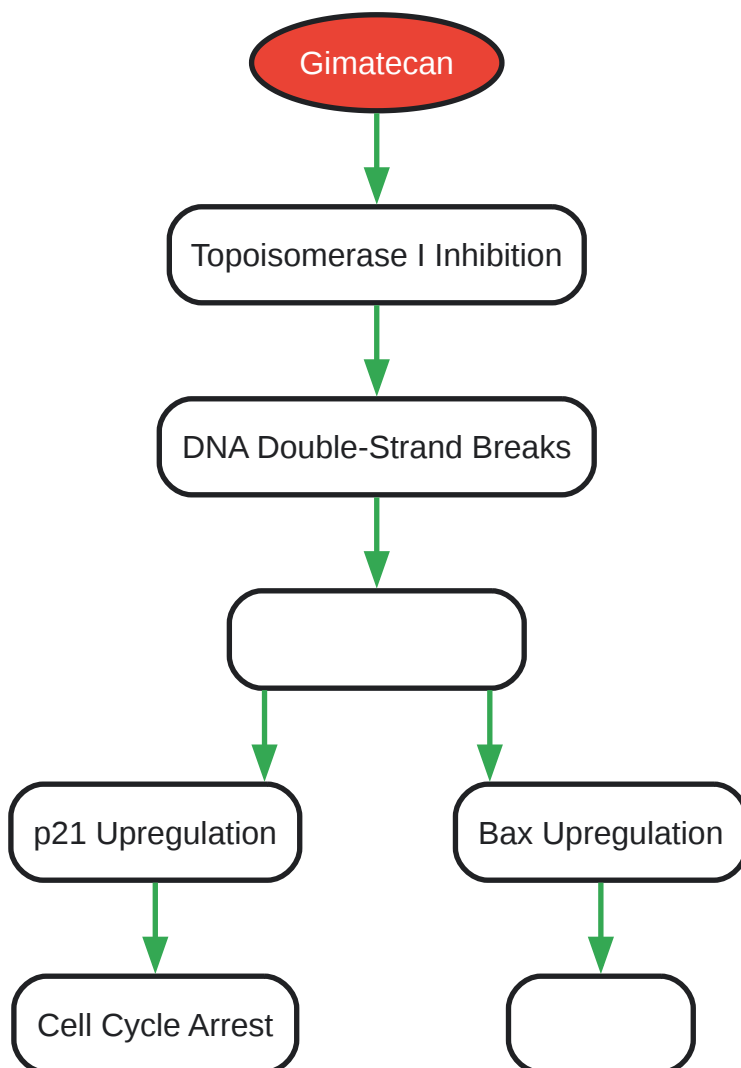 Gimatecan
Topoisomerase I Inhibition
DNA Double-Strand Breaks
p21 Upregulation
Bax Upregulation
Cell Cycle Arrest